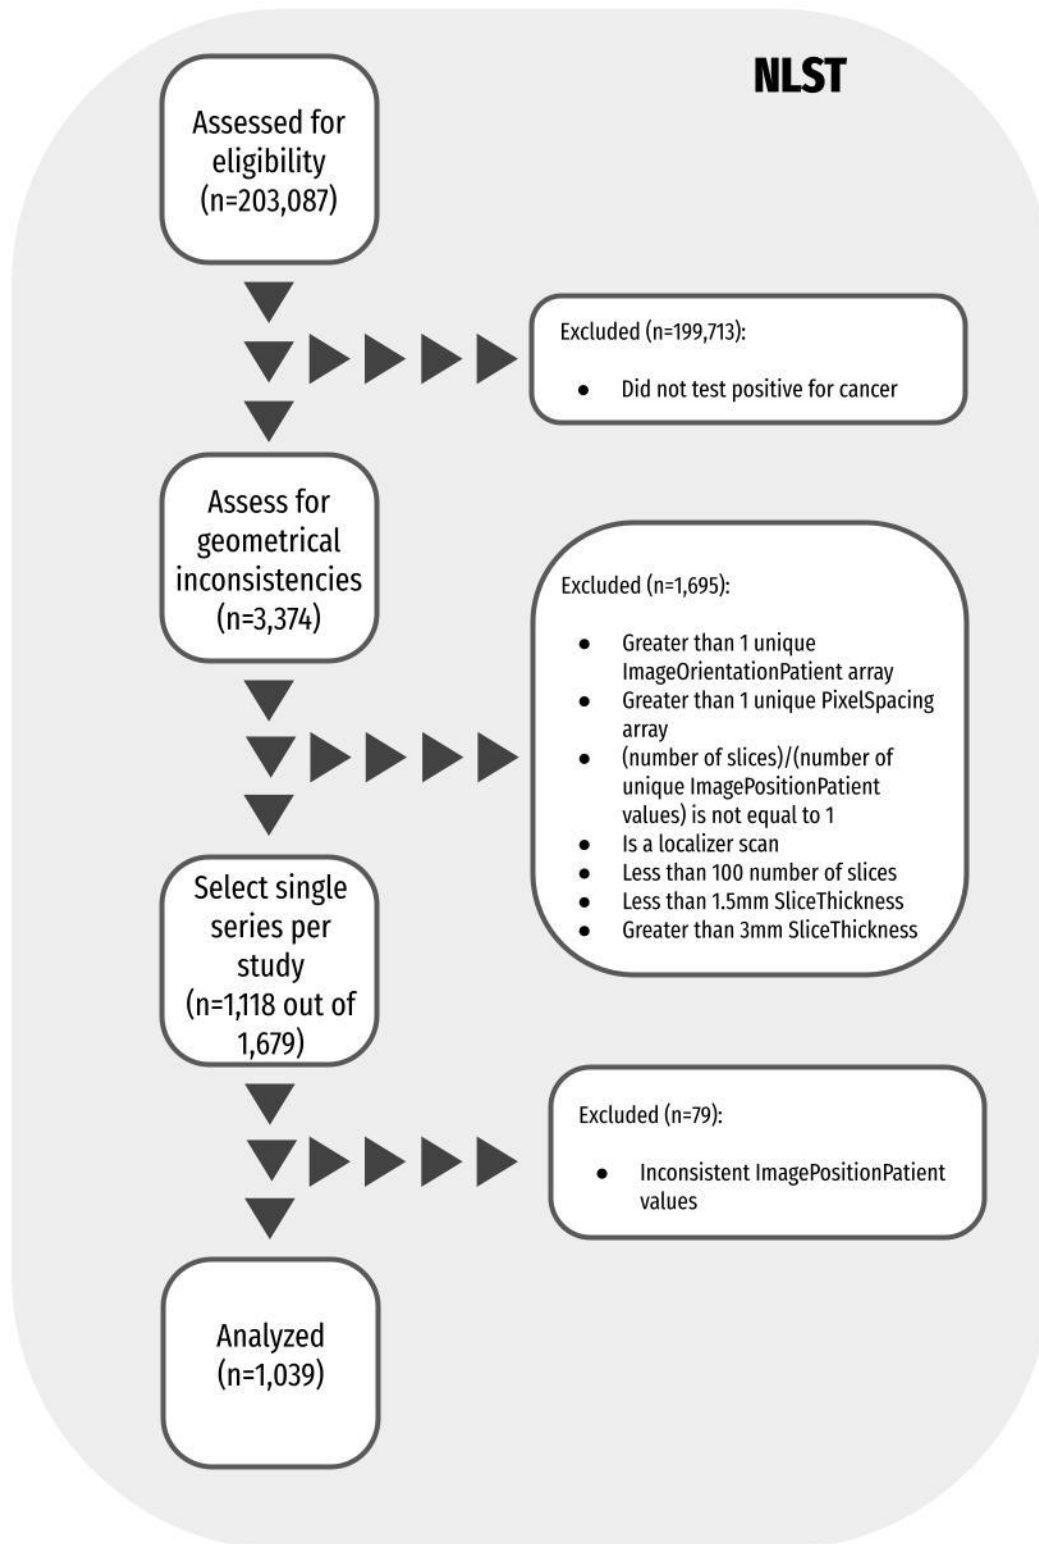 NLST
Assessed for
eligibility
(n=203,087)
Excluded (n=199,713):
● Did not test positive for cancer
Assess for
geometrical
inconsistencies
(n=3,374)
Excluded (n=1,695):
● Greater than 1 unique
ImageOrientationPatient array
● Greater than 1 unique PixelSpacing
array
● (number of slices)/(number of
unique ImagePositionPatient
values) is not equal to 1
● Is a localizer scan
● Less than 100 number of slices
● Less than 1.5mm SliceThickness
● Greater than 3mm SliceThickness
Select single
series per
study
(n=1,118 out of
1,679)
Excluded (n=79):
● Inconsistent ImagePositionPatient
values
Analyzed
(n=1,039)